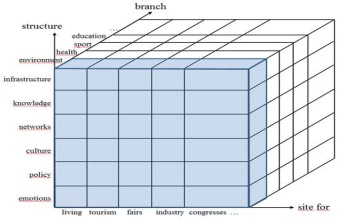 branch
structure
...
education
sport
health
environment
infrastructure
knowledge
networks
culture
policy
emotions
living tourism fairs industry congresses ...
site for